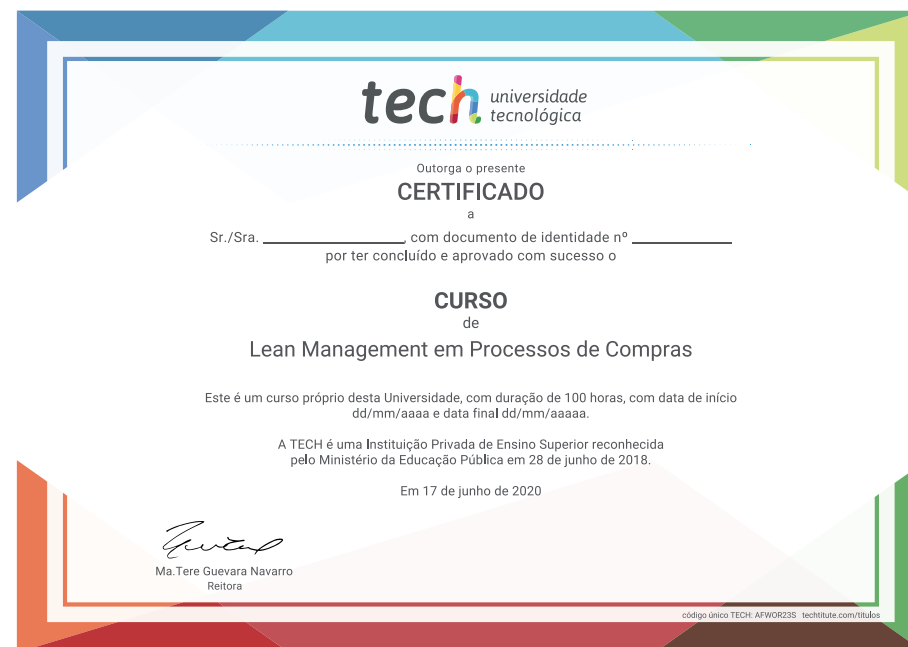 tech universidade
tecnológica
Outorga o presente
CERTIFICADO
a
Sr./Sra. ______________, com documento de identidade nº __________
por ter concluído e aprovado com sucesso o
CURSO
de
Lean Management em Processos de Compras
Este é um curso próprio desta Universidade, com duração de 100 horas, com data de início
dd/mm/aaaa e data final dd/mm/aaaaa.
A TECH é uma Instituição Privada de Ensino Superior reconhecida
pelo Ministério da Educação Pública em 28 de junho de 2018.
Em 17 de junho de 2020
Ma.Tere Guevara Navarro
Reitora
código único TECH: AFWOR23S techtitute.com/titulos